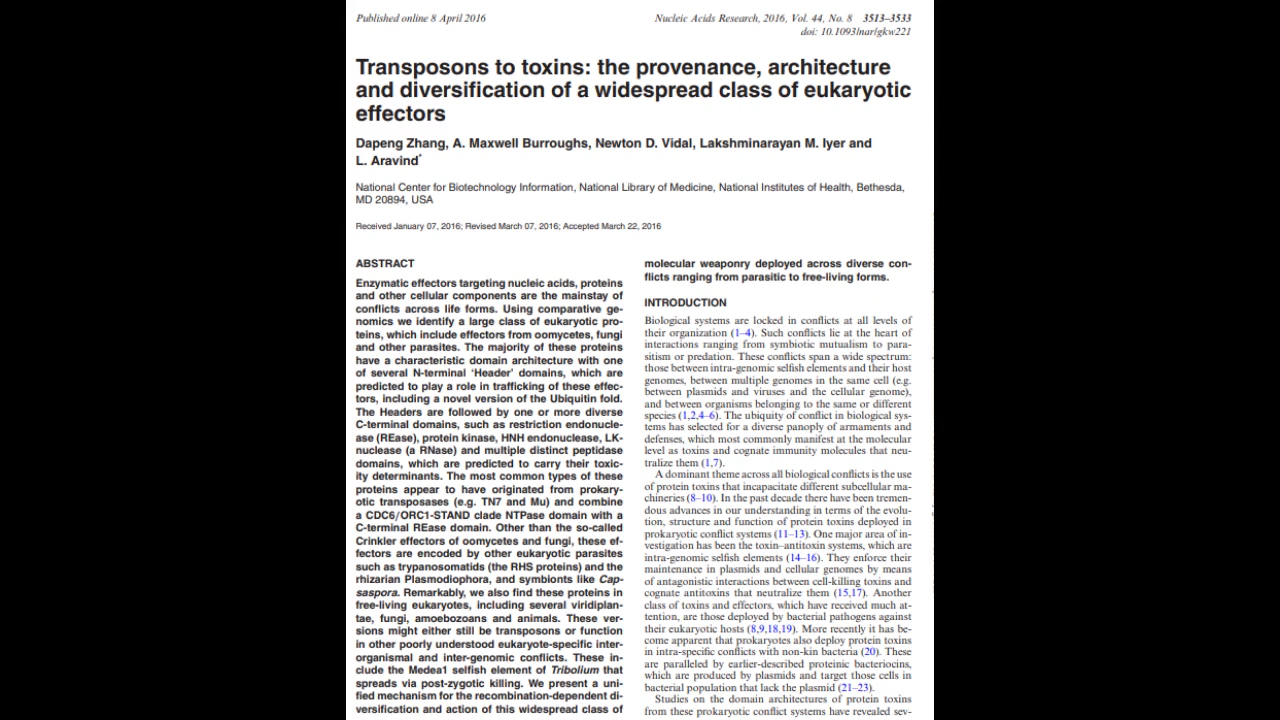 Published online 8 April 2016
Nucleic Acids Research, 2016, Vol. 44, No. 8 3513–3533
doi: 10.1093/nar/gkw221
Transposons to toxins: the provenance, architecture
and diversification of a widespread class of eukaryotic
effectors
Dapeng Zhang, A. Maxwell Burroughs, Newton D. Vidal, Lakshminarayan M. Iyer and
L. Aravind*
National Center for Biotechnology Information, National Library of Medicine, National Institutes of Health, Bethesda,
MD 20894, USA
Received January 07, 2016; Revised March 07, 2016; Accepted March 22, 2016
ABSTRACT
Enzymatic effectors targeting nucleic acids, proteins
and other cellular components are the mainstay of
conflicts across life forms. Using comparative ge-
nomics we identify a large class of eukaryotic pro-
teins, which include effectors from oomycetes, fungi
and other parasites. The majority of these proteins
have a characteristic domain architecture with one
of several N-terminal ‘Header’ domains, which are
predicted to play a role in trafficking of these effec-
tors, including a novel version of the Ubiquitin fold.
The Headers are followed by one or more diverse
C-terminal domains, such as restriction endonucle-
ase (REase), protein kinase, HNH endonuclease, LK-
nuclease (a RNase) and multiple distinct peptidase
domains, which are predicted to carry their toxic-
ity determinants. The most common types of these
proteins appear to have originated from prokary-
otic transposases (e.g. TN7 and Mu) and combine
a CDC6/ORC1-STAND clade NTPase domain with a
C-terminal REase domain. Other than the so-called
Crinkler effectors of oomycetes and fungi, these ef-
fectors are encoded by other eukaryotic parasites
such as trypanosomatids (the RHS proteins) and the
rhizarian Plasmodiophora, and symbionts like Cap-
saspora. Remarkably, we also find these proteins in
free-living eukaryotes, including several viridiplan-
tae, fungi, amoebozoans and animals. These ver-
sions might either still be transposons or function
in other poorly understood eukaryote-specific inter-
organismal and inter-genomic conflicts. These in-
clude the Medea1 selfish element of Tribolium that
spreads via post-zygotic killing. We present a uni-
fied mechanism for the recombination-dependent di-
versification and action of this widespread class of
molecular weaponry deployed across diverse con-
flicts ranging from parasitic to free-living forms.
INTRODUCTION
Biological systems are locked in conflicts at all levels of
their organization (1–4). Such conflicts lie at the heart of
interactions ranging from symbiotic mutualism to para-
sitism or predation. These conflicts span a wide spectrum:
those between intra-genomic selfish elements and their host
genomes, between multiple genomes in the same cell (e.g.
between plasmids and viruses and the cellular genome),
and between organisms belonging to the same or different
species (1,2,4–6). The ubiquity of conflict in biological sys-
tems has selected for a diverse panoply of armaments and
defenses, which most commonly manifest at the molecular
level as toxins and cognate immunity molecules that neu-
tralize them (1,7).
A dominant theme across all biological conflicts is the use
of protein toxins that incapacitate different subcellular ma-
chineries (8–10). In the past decade there have been tremen-
dous advances in our understanding in terms of the evolu-
tion, structure and function of protein toxins deployed in
prokaryotic conflict systems (11–13). One major area of in-
vestigation has been the toxin–antitoxin systems, which are
intra-genomic selfish elements (14–16). They enforce their
maintenance in plasmids and cellular genomes by means
of antagonistic interactions between cell-killing toxins and
cognate antitoxins that neutralize them (15,17). Another
class of toxins and effectors, which have received much at-
tention, are those deployed by bacterial pathogens against
their eukaryotic hosts (8,9,18,19). More recently it has be-
come apparent that prokaryotes also deploy protein toxins
in intra-specific conflicts with non-kin bacteria (20). These
are paralleled by earlier-described proteinic bacteriocins,
which are produced by plasmids and target those cells in
bacterial population that lack the plasmid (21–23).
Studies on the domain architectures of protein toxins
from these prokaryotic conflict systems have revealed sev-